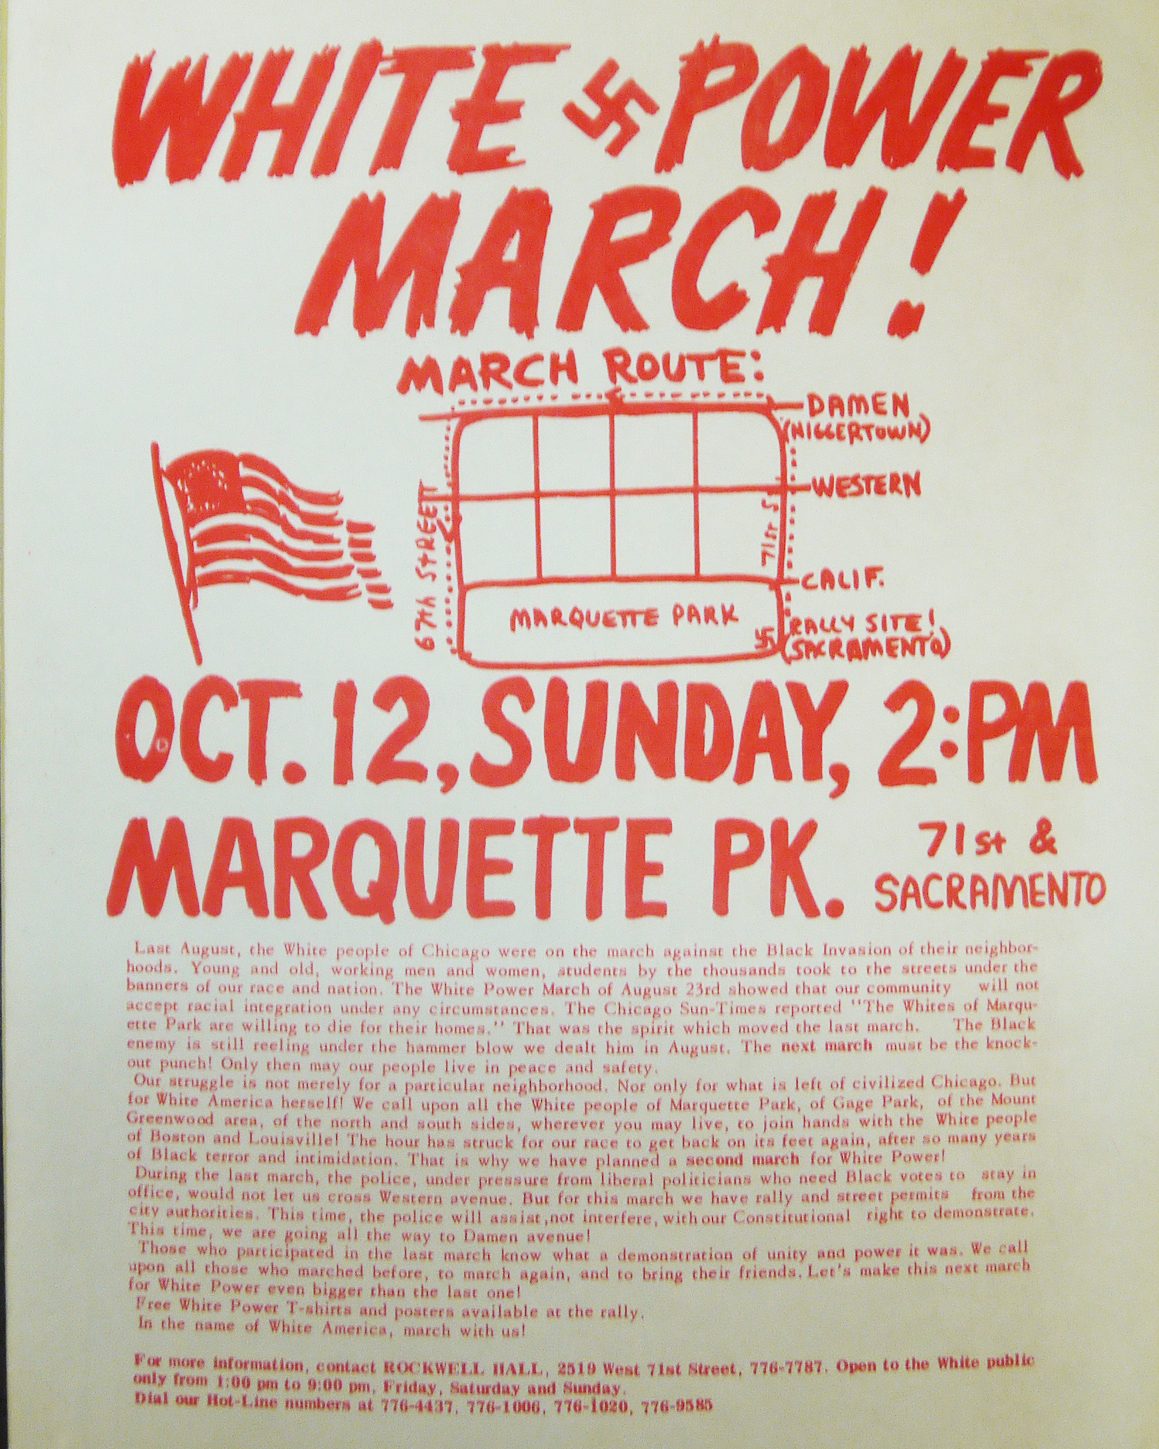 WHITE POWER
MARCH!
MARCH ROUTE:
DAMEN
(NIGGERTOWN)
WESTERN
67th STREET
71st St
CALIF.
MARQUETTE PARK
RALLY SITE!
(SACRAMENTO)
OCT. 12, SUNDAY, 2:PM
MARQUETTE PK.
71st &
SACRAMENTO
Last August, the White people of Chicago were on the march against the Black Invasion of their neighbor-
hoods. Young and old, working men and women, students by the thousands took to the streets under the
banners of our race and nation. The White Power March of August 23rd showed that our community will not
accept racial integration under any circumstances. The Chicago Sun-Times reported "The Whites of Marqu-
ette Park are willing to die for their homes." That was the spirit which moved the last march. The Black
enemy is still reeling under the hammer blow we dealt him in August. The next march must be the knock-
out punch! Only then may our people live in peace and safety.
Our struggle is not merely for a particular neighborhood. Nor only for what is left of civilized Chicago. But
for White America herself! We call upon all the White people of Marquette Park, of Gage Park, of the Mount
Greenwood area, of the north and south sides, wherever you may live, to join hands with the White people
of Boston and Louisville! The hour has struck for our race to get back on its feet again, after so many years
of Black terror and intimidation. That is why we have planned a second march for White Power!
During the last march, the police, under pressure from liberal politicians who need Black votes to stay in
office, would not let us cross Western avenue. But for this march we have rally and street permits from the
city authorities. This time, the police will assist,not interfere, with our Constitutional right to demonstrate.
This time, we are going all the way to Damen avenue!
Those who participated in the last march know what a demonstration of unity and power it was. We call
upon all those who marched before, to march again, and to bring their friends. Let's make this next march
for White Power even bigger than the last one!
Free White Power T-shirts and posters available at the rally.
In the name of White America, march with us!
For more information, contact ROCKWELL HALL, 2519 West 71st Street, 776-7787. Open to the White public
only from 1:00 pm to 9:00 pm, Friday, Saturday and Sunday.
Dial our Hot-Line numbers at 776-4437, 776-1006, 776-1020, 776-9585